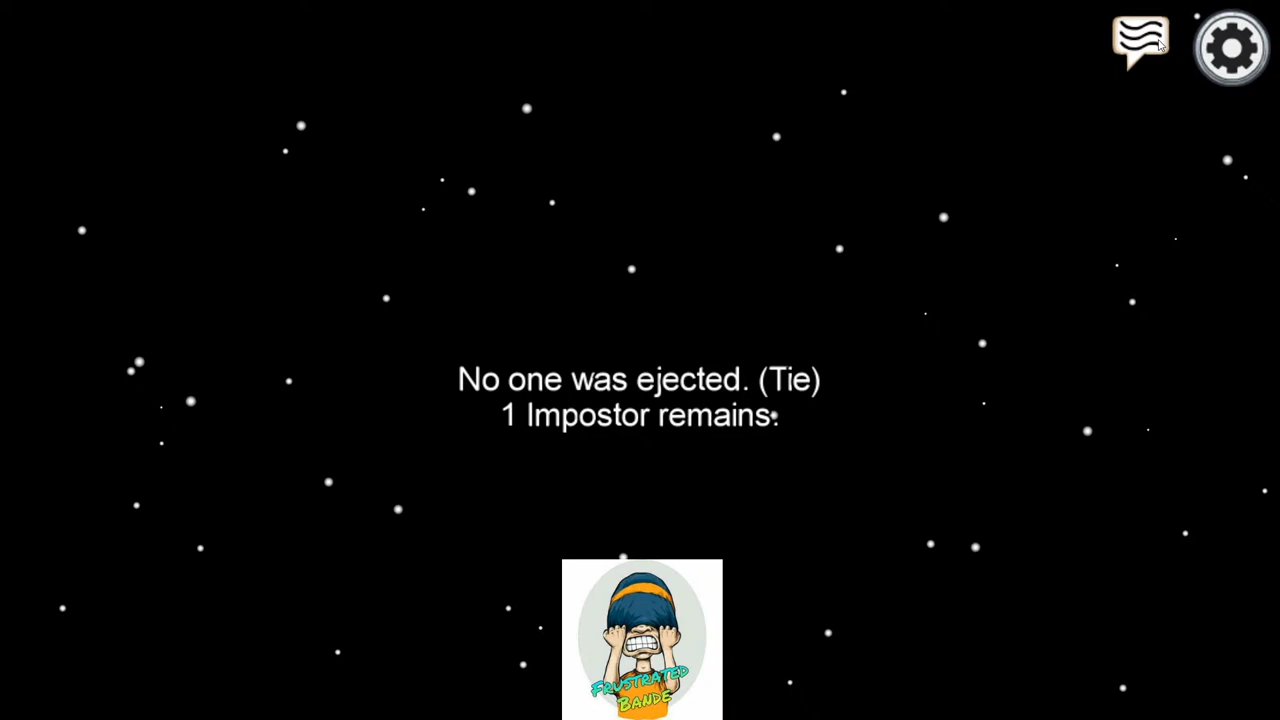 No one was ejected. (Tie)
1 Impostor remains.
FRUSTRATED
BANDE